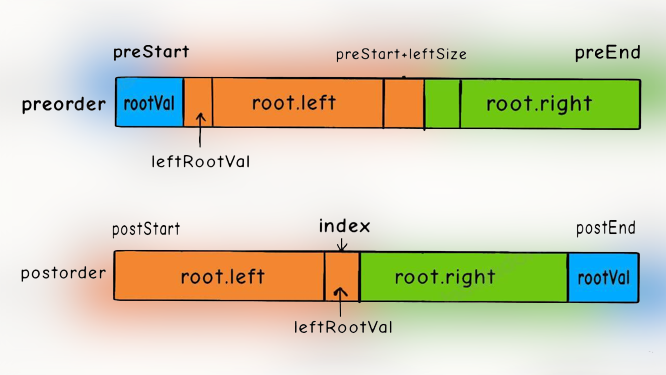 preStart preStart+leftSize preEnd
preorder rootVal root.left root.right
leftRootVal
postStart index postEnd
postorder root.left root.right rootVal
leftRootVal